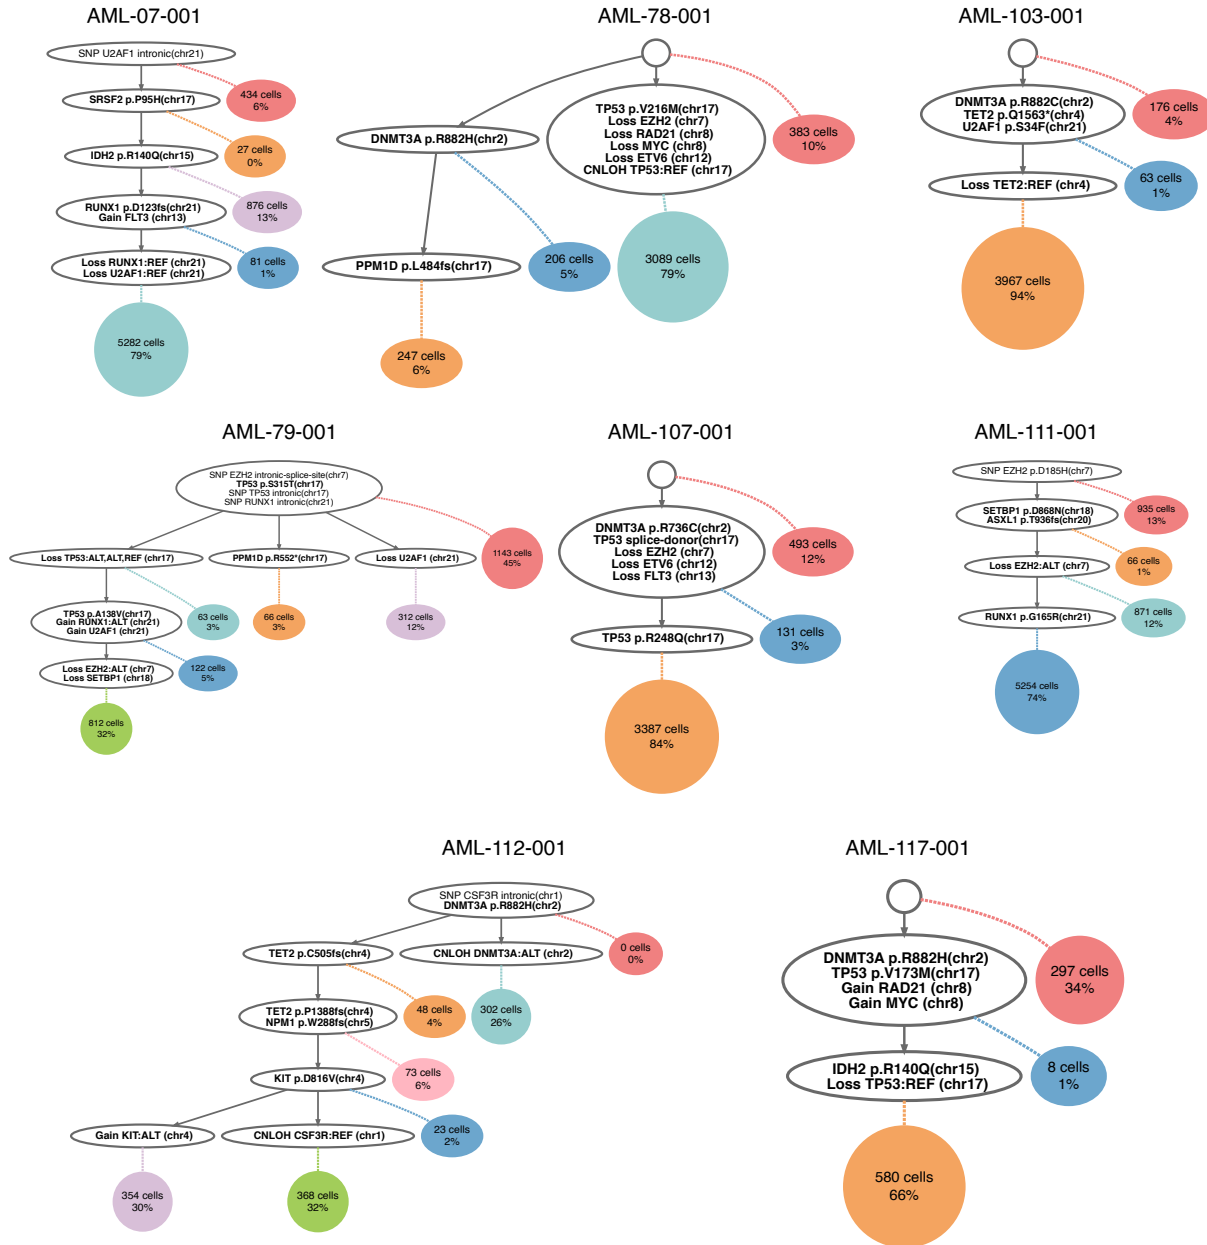 AML-07-001
SNP U2AF1 intronic(chr21)
434 cells
6%
SRSF2 p.P95H(chr17)
27 cells
0%
IDH2 p.R140Q(chr15)
876 cells
13%
RUNX1 p.D123fs(chr21)
Gain FLT3 (chr13)
81 cells
1%
Loss RUNX1:REF (chr21)
Loss U2AF1:REF (chr21)
5282 cells
79%
AML-78-001
383 cells
10%
DNMT3A p.R882H(chr2)
TP53 p.V216M(chr17)
Loss EZH2 (chr7)
Loss RAD21 (chr8)
Loss MYC (chr8)
Loss ETV6 (chr12)
CNLOH TP53:REF (chr17)
206 cells
5%
3089 cells
79%
PPM1D p.L484fs(chr17)
247 cells
6%
AML-103-001
176 cells
4%
DNMT3A p.R882C(chr2)
TET2 p.Q1563*(chr4)
U2AF1 p.S34F(chr21)
63 cells
1%
Loss TET2:REF (chr4)
3967 cells
94%
AML-79-001
SNP EZH2 intronic-splice-site(chr7)
TP53 p.S315T(chr17)
SNP TP53 intronic(chr17)
SNP RUNX1 intronic(chr21)
1143 cells
45%
Loss TP53:ALT,ALT,REF (chr17)
PPM1D p.R552*(chr17)
Loss U2AF1 (chr21)
63 cells
3%
66 cells
3%
312 cells
12%
TP53 p.A138V(chr17)
Gain RUNX1:ALT (chr21)
Gain U2AF1 (chr21)
122 cells
5%
Loss EZH2:ALT (chr7)
Loss SETBP1 (chr18)
812 cells
32%
AML-107-001
493 cells
12%
DNMT3A p.R736C(chr2)
TP53 splice-donor(chr17)
Loss EZH2 (chr7)
Loss ETV6 (chr12)
Loss FLT3 (chr13)
131 cells
3%
TP53 p.R248Q(chr17)
3387 cells
84%
AML-111-001
SNP EZH2 p.D185H(chr7)
935 cells
13%
SETBP1 p.D868N(chr18)
ASXL1 p.T936fs(chr20)
66 cells
1%
Loss EZH2:ALT (chr7)
871 cells
12%
RUNX1 p.G165R(chr21)
5254 cells
74%
AML-112-001
SNP CSF3R intronic(chr1)
DNMT3A p.R882H(chr2)
0 cells
0%
TET2 p.C505fs(chr4)
CNLOH DNMT3A:ALT (chr2)
48 cells
4%
302 cells
26%
TET2 p.P1388fs(chr4)
NPM1 p.W288fs(chr5)
73 cells
6%
KIT p.D816V(chr4)
23 cells
2%
Gain KIT:ALT (chr4)
CNLOH CSF3R:REF (chr1)
354 cells
30%
368 cells
32%
AML-117-001
297 cells
34%
DNMT3A p.R882H(chr2)
TP53 p.V173M(chr17)
Gain RAD21 (chr8)
Gain MYC (chr8)
8 cells
1%
IDH2 p.R140Q(chr15)
Loss TP53:REF (chr17)
580 cells
66%